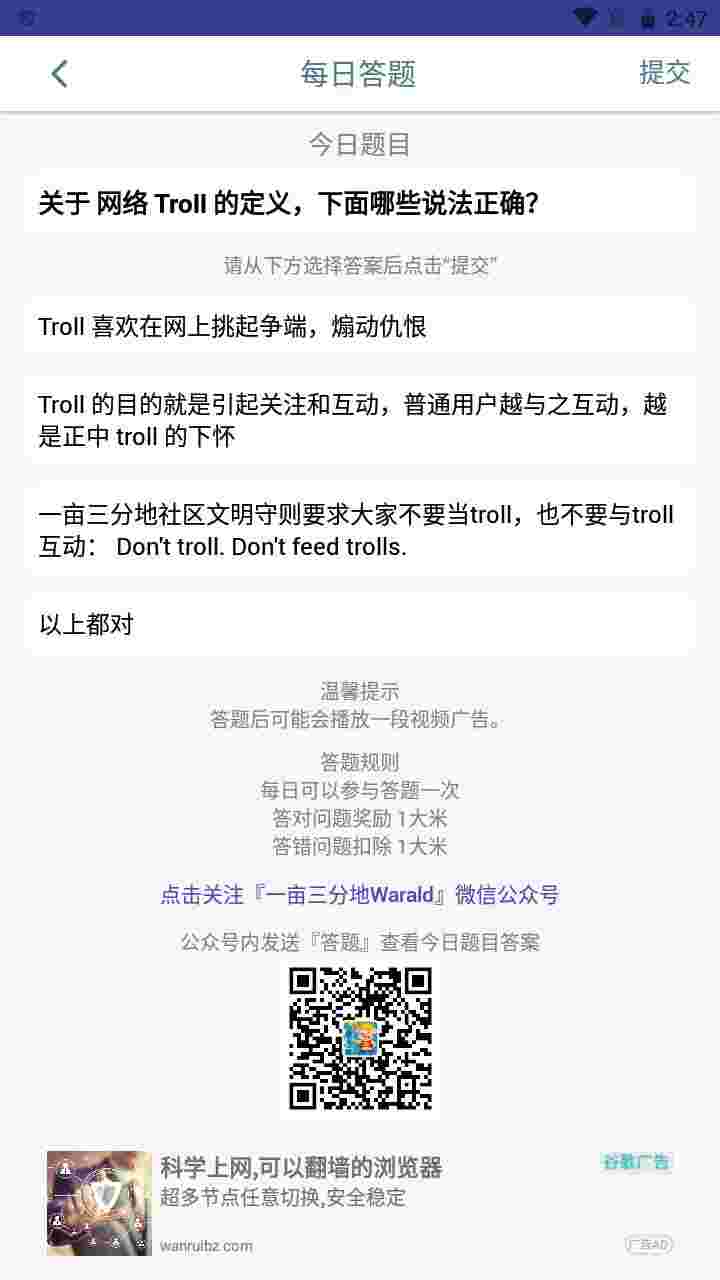 2:47
每日答题
提交
今日题目
关于 网络 Troll 的定义，下面哪些说法正确？
请从下方选择答案后点击“提交”
Troll 喜欢在网上挑起争端，煽动仇恨
Troll 的目的就是引起关注和互动，普通用户越与之互动，越
是正中 troll 的下怀
一亩三分地社区文明守则要求大家不要当troll，也不要与troll
互动： Don't troll. Don't feed trolls.
以上都对
温馨提示
答题后可能会播放一段视频广告。
答题规则
每日可以参与答题一次
答对问题奖励 1大米
答错问题扣除 1大米
点击关注『一亩三分地Warald』微信公众号
公众号内发送『答题』查看今日题目答案
科学上网,可以翻墙的浏览器
谷歌广告
超多节点任意切换,安全稳定
wanruibz.com
广告AD